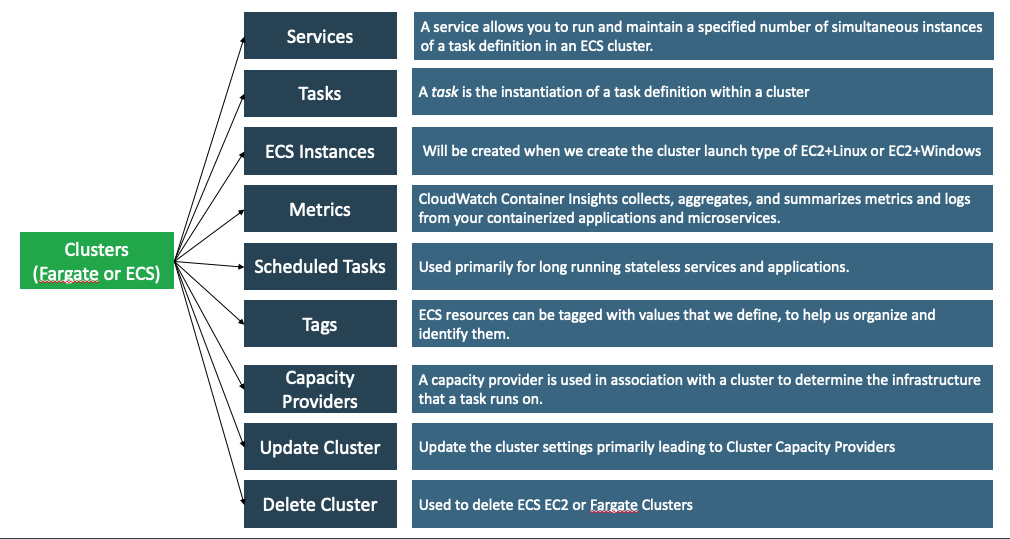 Clusters
(Fargate or ECS)
Services
A service allows you to run and maintain a specified number of simultaneous instances
of a task definition in an ECS cluster.
Tasks
A task is the instantiation of a task definition within a cluster
ECS Instances
Will be created when we create the cluster launch type of EC2+Linux or EC2+Windows
Metrics
CloudWatch Container Insights collects, aggregates, and summarizes metrics and logs
from your containerized applications and microservices.
Scheduled Tasks
Used primarily for long running stateless services and applications.
Tags
ECS resources can be tagged with values that we define, to help us organize and
identify them.
Capacity
Providers
A capacity provider is used in association with a cluster to determine the infrastructure
that a task runs on.
Update Cluster
Update the cluster settings primarily leading to Cluster Capacity Providers
Delete Cluster
Used to delete ECS EC2 or Fargate Clusters